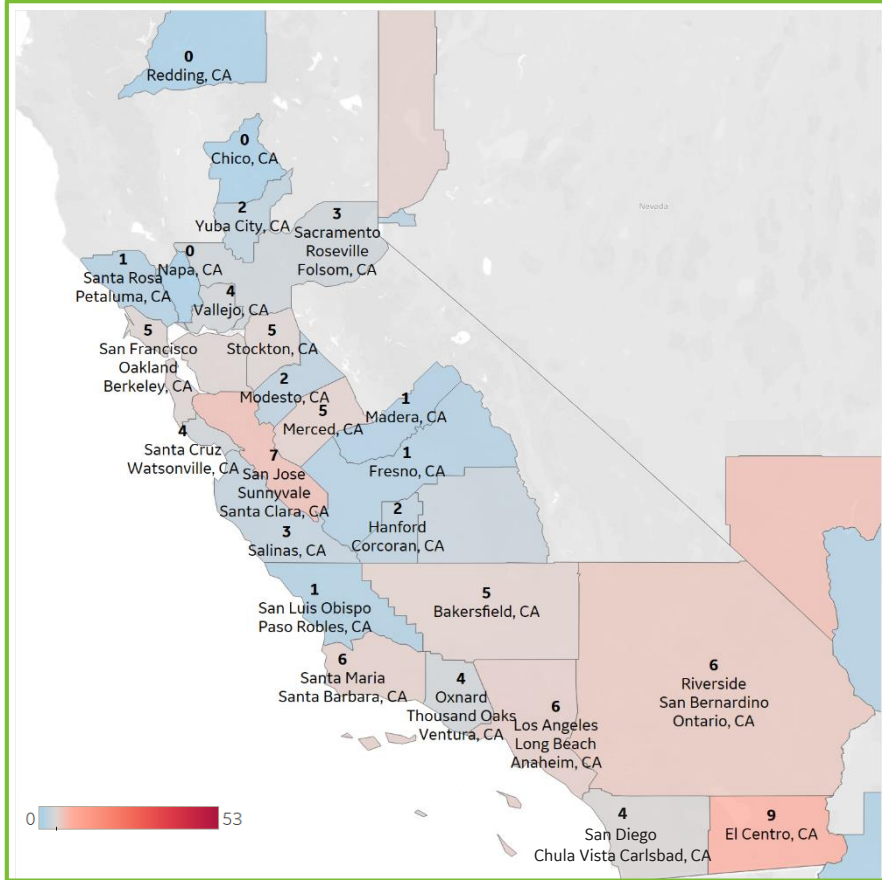 0
Redding, CA
0
Chico, CA
Nevada
2
Yuba City, CA
3
Sacramento
Roseville
Folsom, CA
0
Napa, CA
1
Santa Rosa
Petaluma, CA
4
Vallejo, CA
5
San Francisco
Oakland
Berkeley, CA
5
Stockton, CA
2
Modesto, CA
5
Merced, CA
1
Madera, CA
4
Santa Cruz
Watsonville, CA
7
San Jose
Sunnyvale
Santa Clara, CA
1
Fresno, CA
2
Hanford
Corcoran, CA
3
Salinas, CA
1
San Luis Obispo
Paso Robles, CA
5
Bakersfield, CA
6
Santa Maria
Santa Barbara, CA
4
Oxnard
Thousand Oaks
Ventura, CA
6
Los Angeles
Long Beach
Anaheim, CA
6
Riverside
San Bernardino
Ontario, CA
0 53
4
San Diego
Chula Vista Carlsbad, CA
9
El Centro, CA